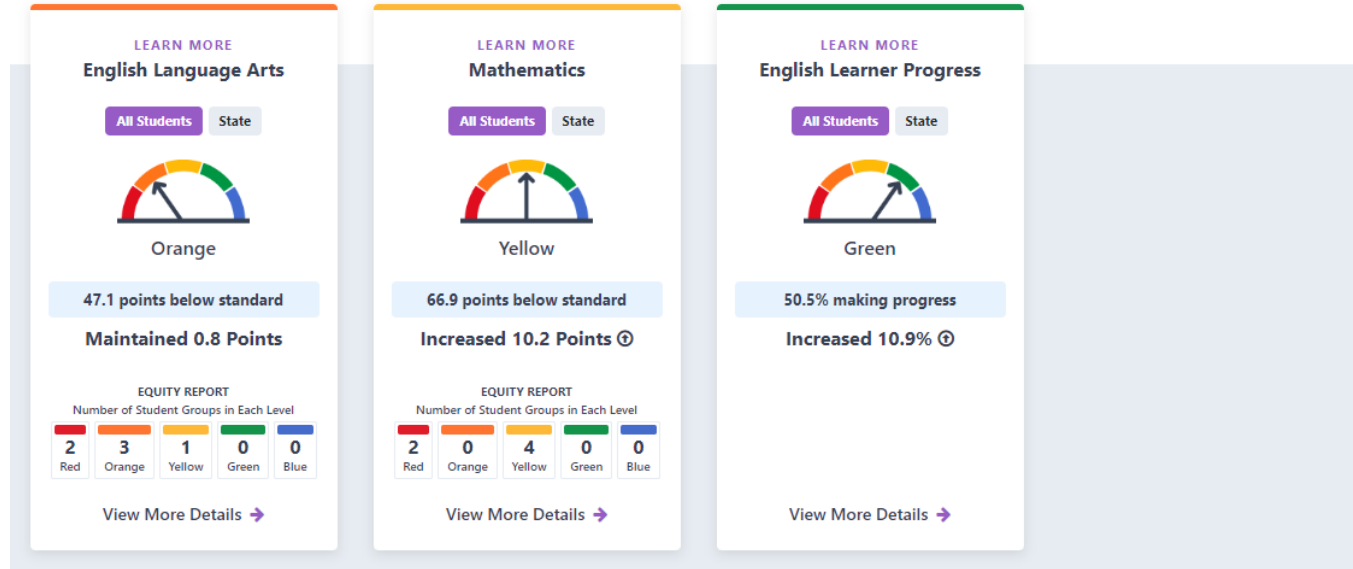 LEARN MORE
English Language Arts
All Students State
Orange
47.1 points below standard
Maintained 0.8 Points
EQUITY REPORT
Number of Student Groups in Each Level
2 3 1 0 0
Red Orange Yellow Green Blue
View More Details
LEARN MORE
Mathematics
All Students State
Yellow
66.9 points below standard
Increased 10.2 Points
EQUITY REPORT
Number of Student Groups in Each Level
2 0 4 0 0
Red Orange Yellow Green Blue
View More Details
LEARN MORE
English Learner Progress
All Students State
Green
50.5% making progress
Increased 10.9%
View More Details